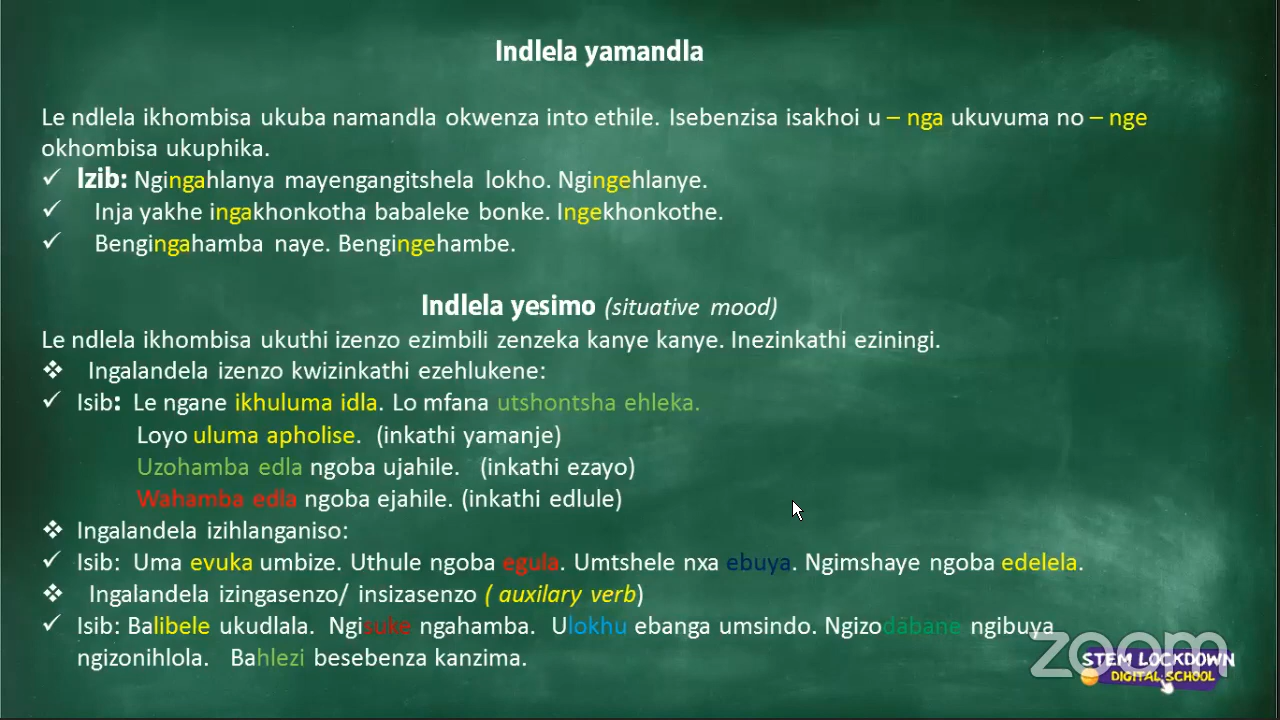 Indlela yamandla
Le ndlela ikhombisa ukuba namandla okwenza into ethile. Isebenzisa isakhoi u – nga ukuvuma no – nge
okhombisa ukuphika.
✓ Izib: Ngingahlanya mayengangitshela lokho. Ngingehlanye.
✓ Inja yakhe ingakhonkotha babaleke bonke. Ingekhonkothe.
✓ Bengingahamba naye. Bengingehambe.
Indlela yesimo (situative mood)
Le ndlela ikhombisa ukuthi izenzo ezimbili zenzeka kanye kanye. Inezinkathi eziningi.
❖ Ingalandela izenzo kwizinkathi ezehlukene:
✓ Isib: Le ngane ikhuluma idla. Lo mfana utshontsha ehleka.
Loyo uluma apholise. (inkathi yamanje)
Uzohamba edla ngoba ujahile. (inkathi ezayo)
Wahamba edla ngoba ejahile. (inkathi edlule)
❖ Ingalandela izihlanganiso:
✓ Isib: Uma evuka umbize. Uthule ngoba egula. Umtshele nxa ebuya. Ngimshaye ngoba edelela.
❖ Ingalandela izingasenzo/ insizasenzo ( auxilary verb)
✓ Isib: Balibele ukudlala. Ngisuke ngahamba. Ulokhu ebanga umsindo. Ngizodabane ngibuya
ngizonihlola. Bahlezi besebenza kanzima.
zoom
STEM LOCKDOWN
DIGITAL SCHOOL